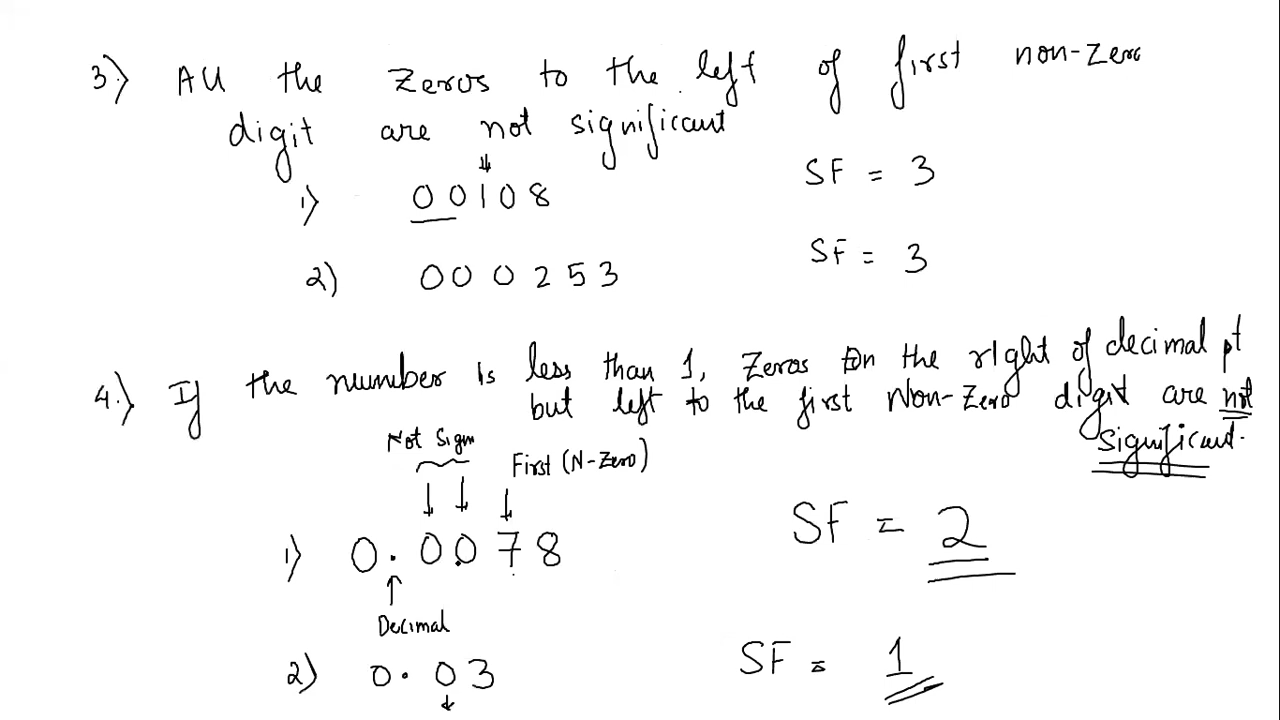 3.) All the zeros to the left of first non-zero
digit are not significant
1) 00108 SF = 3
2) 000253 SF = 3
4.) If the number is less than 1, zeros on the right of decimal pt
but left to the first Non-Zero digit are not
significant.
Not Sign
First (N-Zero)
1) 0.0078 SF = 2
Decimal
2) 0.03 SF = 1